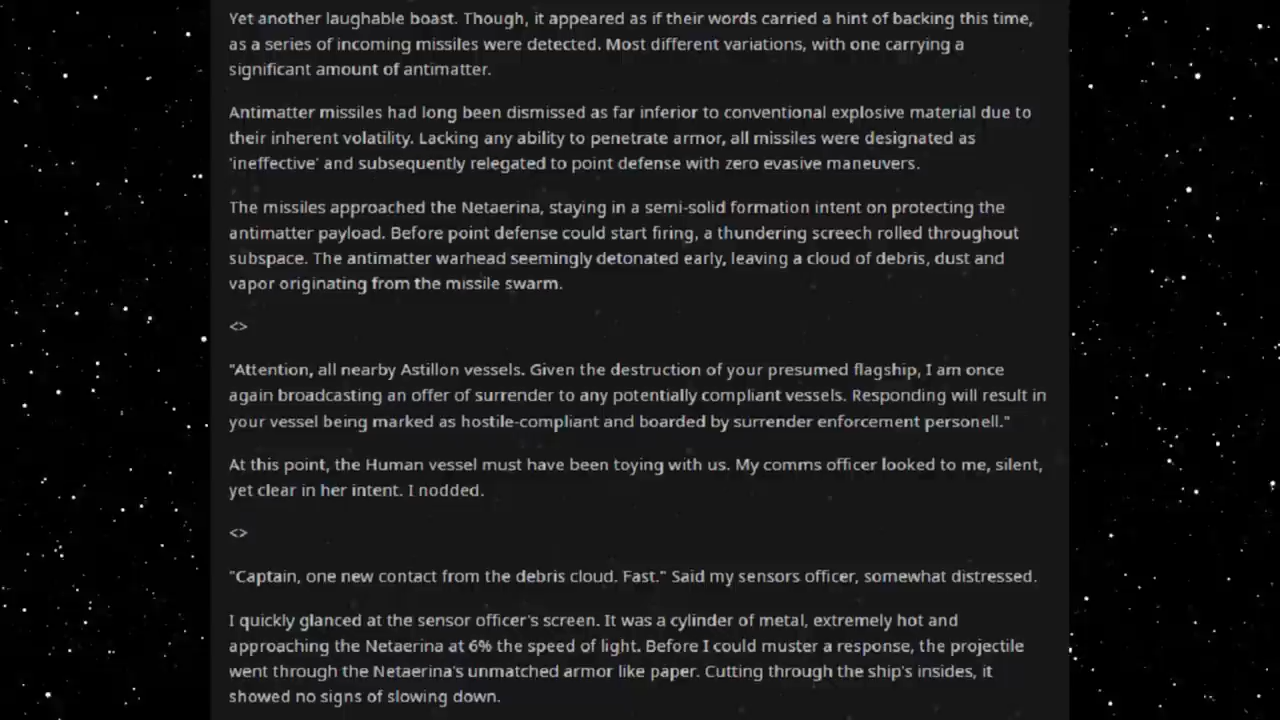 Yet another laughable boast. Though, it appeared as if their words carried a hint of backing this time,
as a series of incoming missiles were detected. Most different variations, with one carrying a
significant amount of antimatter.
Antimatter missiles had long been dismissed as far inferior to conventional explosive material due to
their inherent volatility. Lacking any ability to penetrate armor, all missiles were designated as
'ineffective' and subsequently relegated to point defense with zero evasive maneuvers.
The missiles approached the Netaerina, staying in a semi-solid formation intent on protecting the
antimatter payload. Before point defense could start firing, a thundering screech rolled throughout
subspace. The antimatter warhead seemingly detonated early, leaving a cloud of debris, dust and
vapor originating from the missile swarm.
<>
"Attention, all nearby Astillon vessels. Given the destruction of your presumed flagship, I am once
again broadcasting an offer of surrender to any potentially compliant vessels. Responding will result in
your vessel being marked as hostile-compliant and boarded by surrender enforcement personell."
At this point, the Human vessel must have been toying with us. My comms officer looked to me, silent,
yet clear in her intent. I nodded.
<>
"Captain, one new contact from the debris cloud. Fast." Said my sensors officer, somewhat distressed.
I quickly glanced at the sensor officer's screen. It was a cylinder of metal, extremely hot and
approaching the Netaerina at 6% the speed of light. Before I could muster a response, the projectile
went through the Netaerina's unmatched armor like paper. Cutting through the ship's insides, it
showed no signs of slowing down.